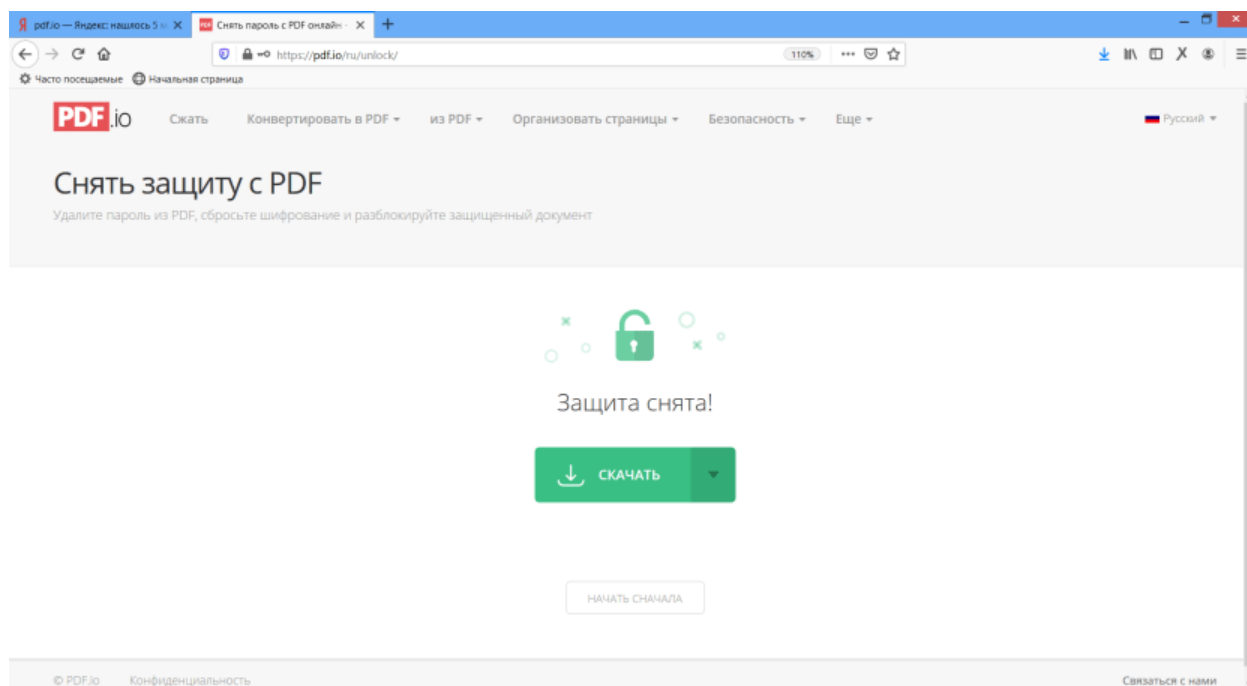 Я pdf.io — Яндекс: нашлось 5 Снять пароль с PDF онлайн -
https://pdf.io/ru/unlock/ 110%
Часто посещаемые Начальная страница
PDF.io Сжать Конвертировать в PDF из PDF Организовать страницы Безопасность Еще Русский
Снять защиту с PDF
Удалите пароль из PDF, сбросьте шифрование и разблокируйте защищенный документ
Защита снята!
СКАЧАТЬ
НАЧАТЬ СНАЧАЛА
© PDF.io Конфиденциальность Связаться с нами